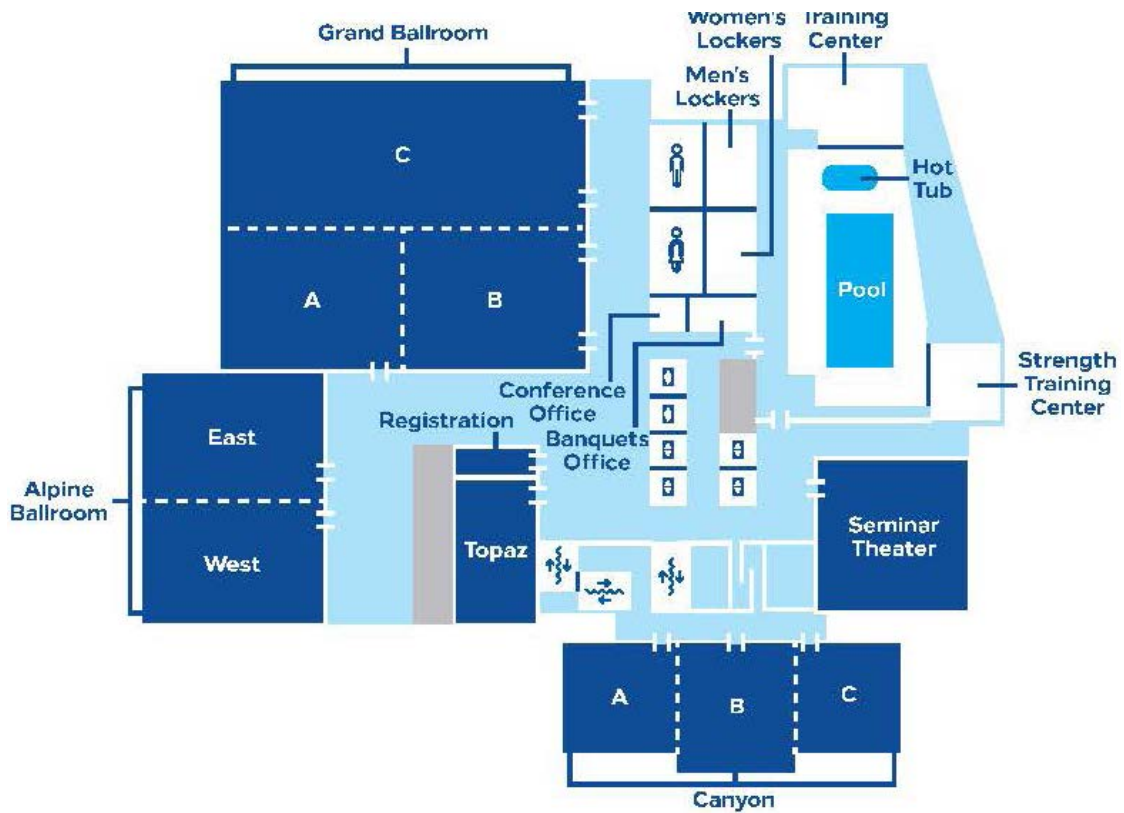 Women's
Lockers
Training
Center
Grand Ballroom
Men's
Lockers
C
Hot
Tub
A
B
Pool
Conference
Office
Strength
Training
Center
Registration
Banquets
Office
East
Alpine
Ballroom
West
Topaz
Seminar
Theater
A
B
C
Canyon